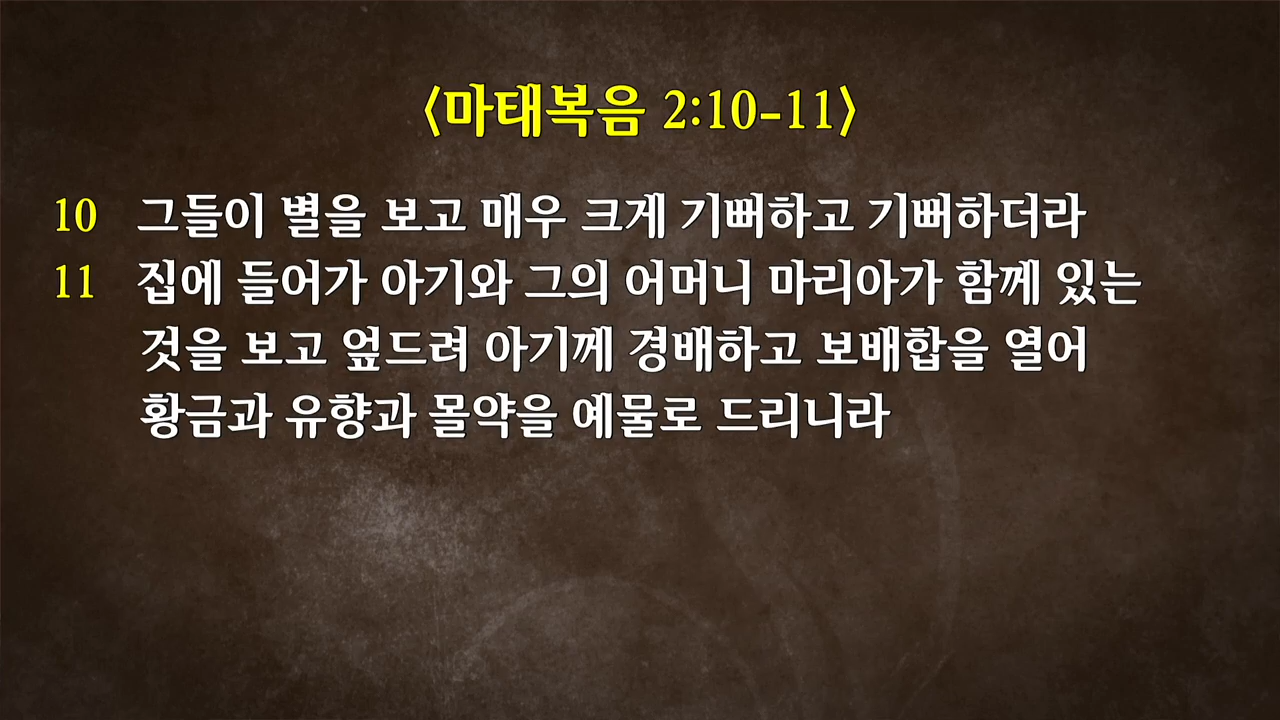 〈마태복음 2:10-11〉
10 그들이 별을 보고 매우 크게 기뻐하고 기뻐하더라
11 집에 들어가 아기와 그의 어머니 마리아가 함께 있는
것을 보고 엎드려 아기께 경배하고 보배합을 열어
황금과 유향과 몰약을 예물로 드리니라